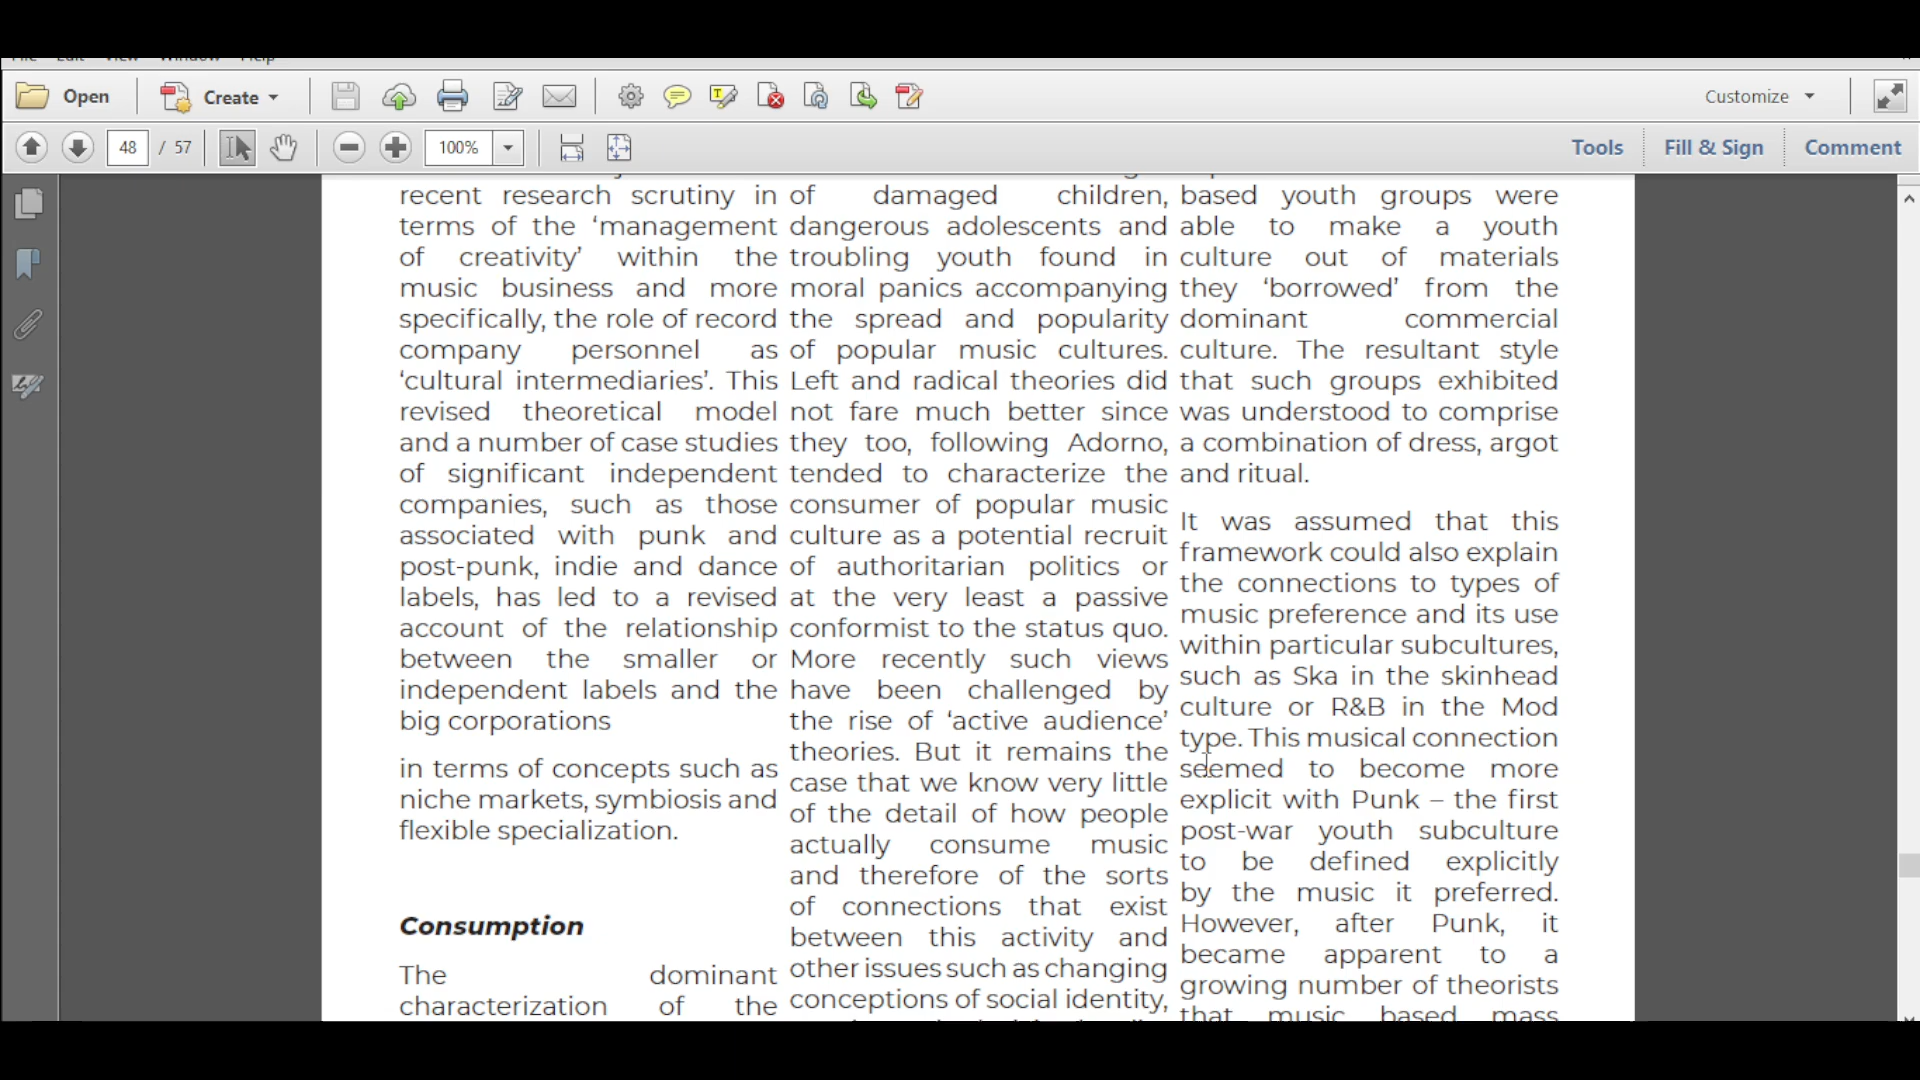 Open
Create
Customize
48 / 57
100%
Tools
Fill & Sign
Comment
recent research scrutiny in
terms of the ‘management
of creativity’ within the
music business and more
specifically, the role of record
company personnel as
‘cultural intermediaries’. This
revised theoretical model
and a number of case studies
of significant independent
companies, such as those
associated with punk and
post-punk, indie and dance
labels, has led to a revised
account of the relationship
between the smaller or
independent labels and the
big corporations
in terms of concepts such as
niche markets, symbiosis and
flexible specialization.
Consumption
The dominant
characterization of the
of damaged children,
dangerous adolescents and
troubling youth found in
moral panics accompanying
the spread and popularity
of popular music cultures.
Left and radical theories did
not fare much better since
they too, following Adorno,
tended to characterize the
consumer of popular music
culture as a potential recruit
of authoritarian politics or
at the very least a passive
conformist to the status quo.
More recently such views
have been challenged by
the rise of ‘active audience’
theories. But it remains the
case that we know very little
of the detail of how people
actually consume music
and therefore of the sorts
of connections that exist
between this activity and
other issues such as changing
conceptions of social identity,
based youth groups were
able to make a youth
culture out of materials
they ‘borrowed’ from the
dominant commercial
culture. The resultant style
that such groups exhibited
was understood to comprise
a combination of dress, argot
and ritual.
It was assumed that this
framework could also explain
the connections to types of
music preference and its use
within particular subcultures,
such as Ska in the skinhead
culture or R&B in the Mod
type. This musical connection
seemed to become more
explicit with Punk – the first
post-war youth subculture
to be defined explicitly
by the music it preferred.
However, after Punk, it
became apparent to a
growing number of theorists
that music based mass